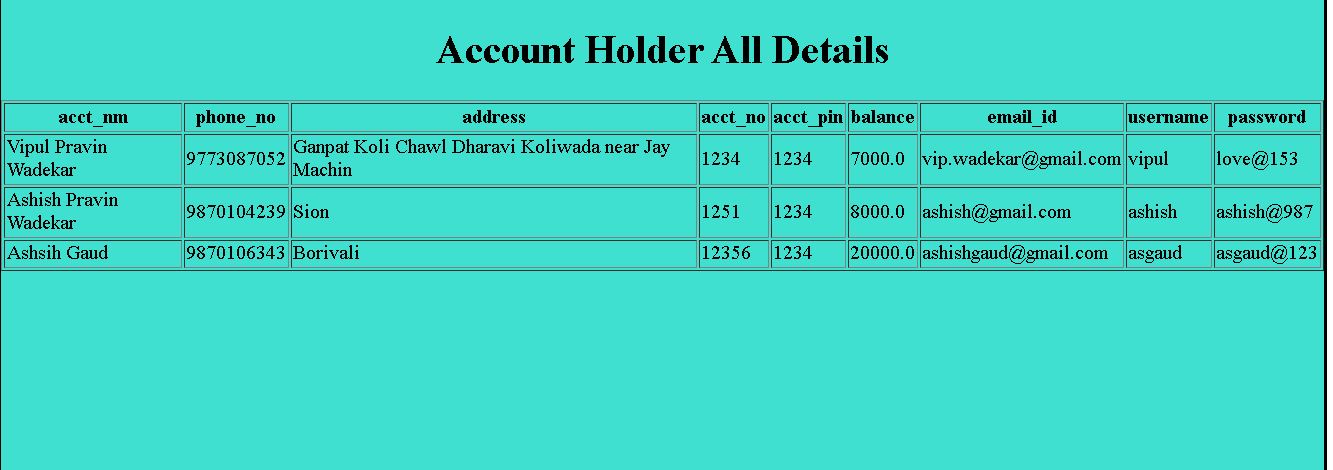 Account Holder All Details
acct_nm phone_no address acct_no acct_pin balance email_id username password
Vipul Pravin Wadekar 9773087052 Ganpat Koli Chawl Dharavi Koliwada near Jay Machin 1234 1234 7000.0 vip.wadekar@gmail.com vipul love@153
Ashish Pravin Wadekar 9870104239 Sion 1251 1234 8000.0 ashish@gmail.com ashish ashish@987
Ashsih Gaud 9870106343 Borivali 12356 1234 20000.0 ashishgaud@gmail.com asgaud asgaud@123